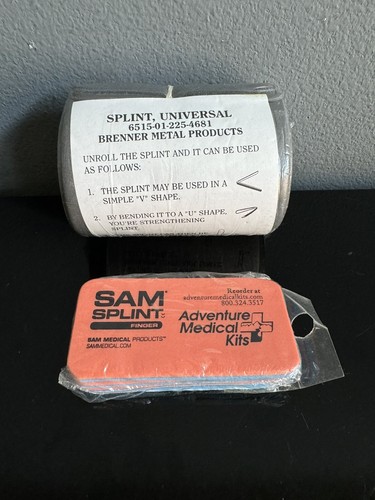 SPLINT, UNIVERSAL
6515-01-225-4681
BRENNER METAL PRODUCTS
UNROLL THE SPLINT AND IT CAN BE USED
AS FOLLOWS:
1. THE SPLINT MAY BE USED IN A
SIMPLE "V" SHAPE.
2. BY BENDING IT TO A "U" SHAPE,
YOU'RE STRENGTHENING
SPLINT.
SAM
SPLINT
FINGER
SAM MEDICAL PRODUCTS™
SAMMEDICAL.COM
Reorder at
adventuremedicalkits.com
800.324.3517
Adventure
Medical
Kits